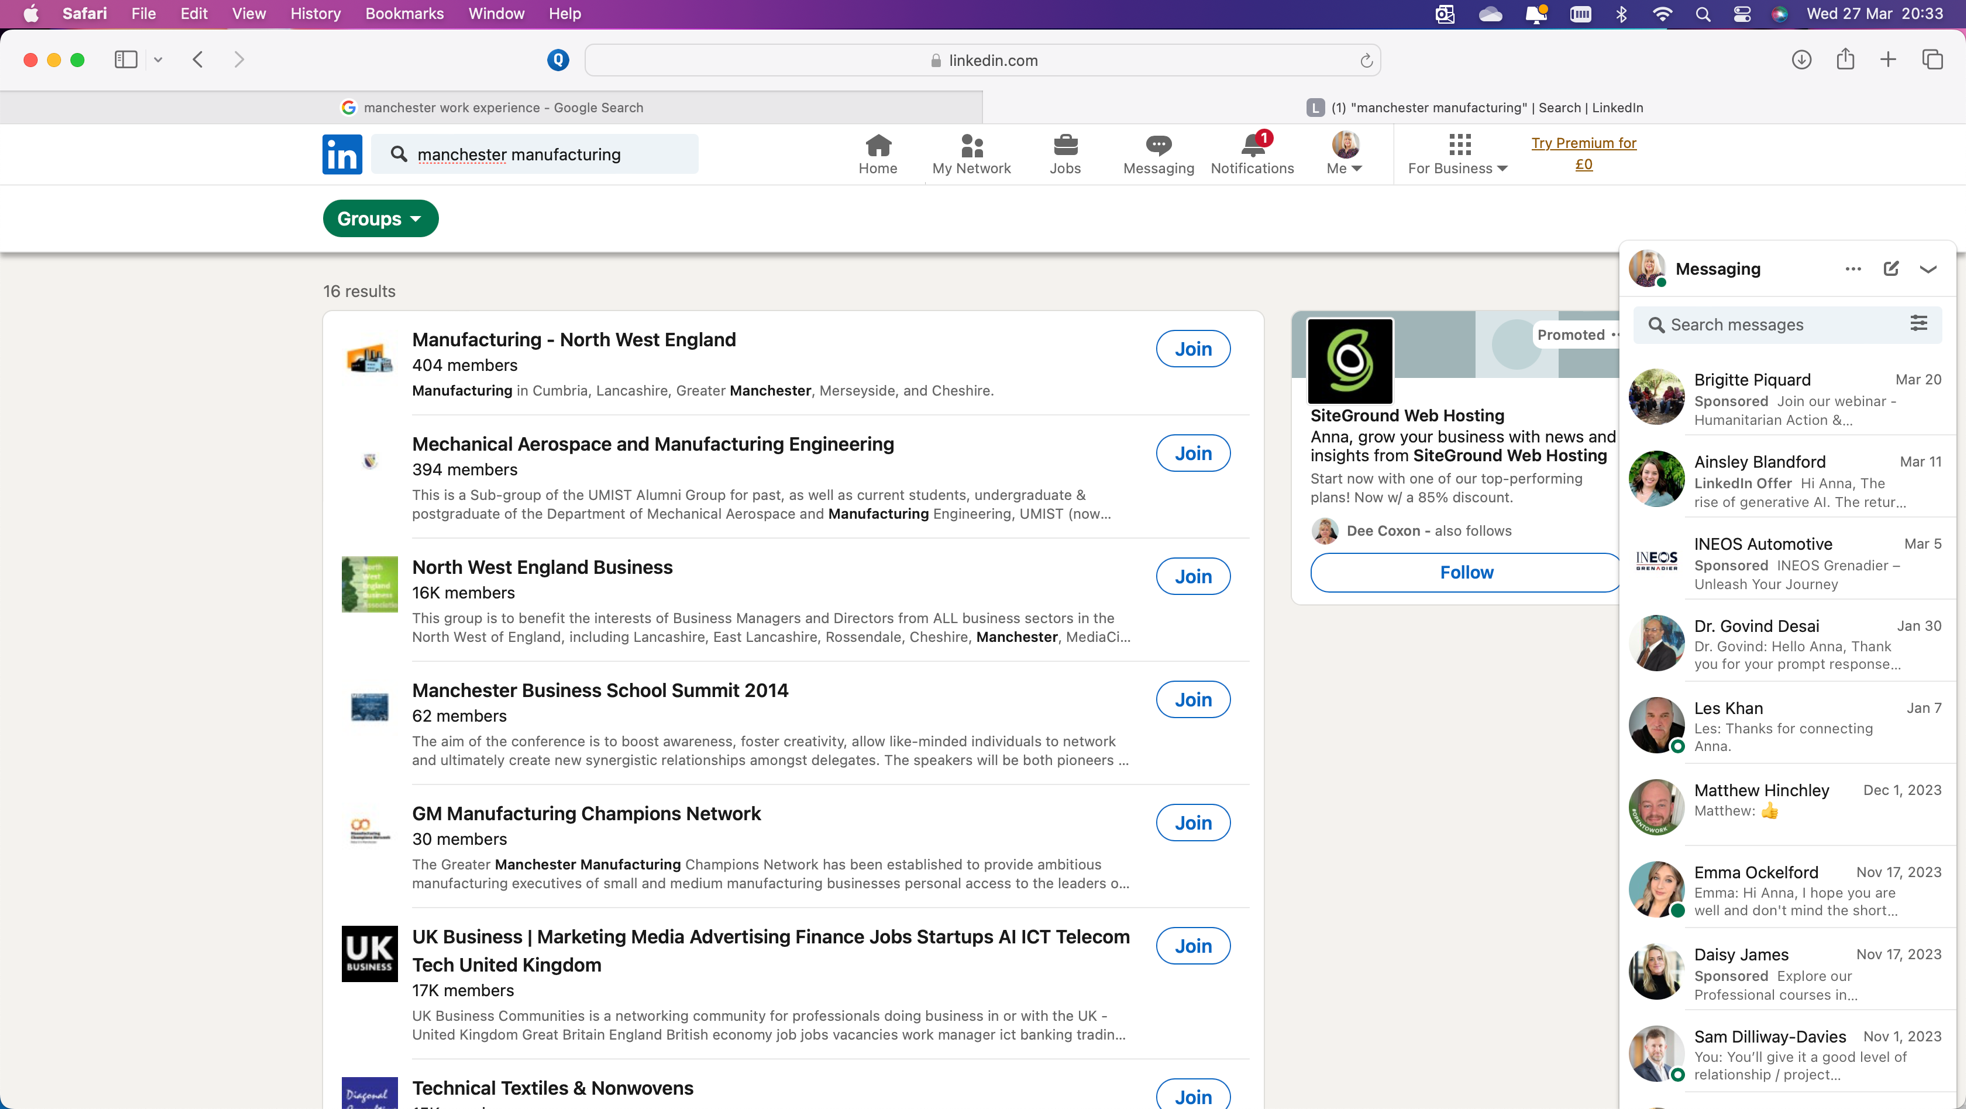 Safari File Edit View History Bookmarks Window Help
Wed 27 Mar 20:33
linkedin.com
manchester work experience - Google Search
L (1) "manchester manufacturing" | Search | LinkedIn
in
manchester manufacturing
Home
My Network
Jobs
Messaging
1
Notifications
Me
For Business
Try Premium for
£0
Groups
16 results
Manufacturing - North West England
404 members
Manufacturing in Cumbria, Lancashire, Greater Manchester, Merseyside, and Cheshire.
Join
Mechanical Aerospace and Manufacturing Engineering
394 members
This is a Sub-group of the UMIST Alumni Group for past, as well as current students, undergraduate &
postgraduate of the Department of Mechanical Aerospace and Manufacturing Engineering, UMIST (now...
Join
North West England Business
16K members
This group is to benefit the interests of Business Managers and Directors from ALL business sectors in the
North West of England, including Lancashire, East Lancashire, Rossendale, Cheshire, Manchester, MediaCi...
Join
Manchester Business School Summit 2014
62 members
The aim of the conference is to boost awareness, foster creativity, allow like-minded individuals to network
and ultimately create new synergistic relationships amongst delegates. The speakers will be both pioneers ...
Join
GM Manufacturing Champions Network
30 members
The Greater Manchester Manufacturing Champions Network has been established to provide ambitious
manufacturing executives of small and medium manufacturing businesses personal access to the leaders o...
Join
UK
BUSINESS
UK Business | Marketing Media Advertising Finance Jobs Startups AI ICT Telecom
Tech United Kingdom
17K members
UK Business Communities is a networking community for professionals doing business in or with the UK -
United Kingdom Great Britain England British economy job jobs vacancies work manager ict banking tradin...
Join
Diagonal
Technical Textiles & Nonwovens
Join
Promoted
SiteGround Web Hosting
Anna, grow your business with news and
insights from SiteGround Web Hosting
Start now with one of our top-performing
plans! Now w/ a 85% discount.
Dee Coxon - also follows
Follow
Messaging
Search messages
Brigitte Piquard Mar 20
Sponsored Join our webinar -
Humanitarian Action &...
Ainsley Blandford Mar 11
LinkedIn Offer Hi Anna, The
rise of generative AI. The retur...
INEOS
GRENADIER
INEOS Automotive Mar 5
Sponsored INEOS Grenadier –
Unleash Your Journey
Dr. Govind Desai Jan 30
Dr. Govind: Hello Anna, Thank
you for your prompt response...
Les Khan Jan 7
Les: Thanks for connecting
Anna.
#OPENTOWORK
Matthew Hinchley Dec 1, 2023
Matthew: 👍
Emma Ockelford Nov 17, 2023
Emma: Hi Anna, I hope you are
well and don't mind the short...
Daisy James Nov 17, 2023
Sponsored Explore our
Professional courses in...
Sam Dilliway-Davies Nov 1, 2023
You: You'll give it a good level of
relationship / project...